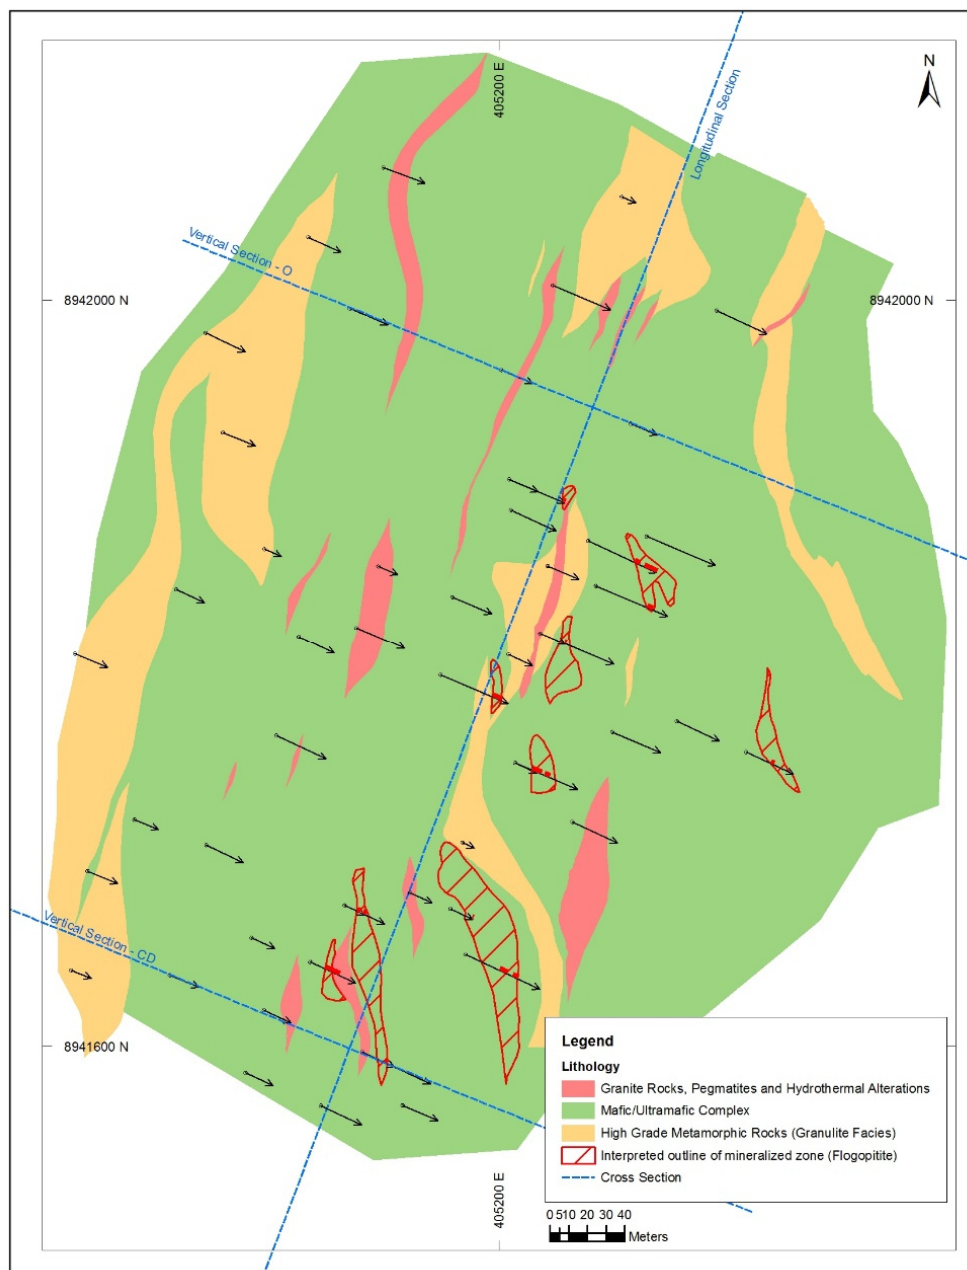 405200 E
N
Longitudinal Section
Vertical Section - O
8942000 N
8942000 N
Vertical Section - CD
8941600 N
405200 E
Legend
Lithology
Granite Rocks, Pegmatites and Hydrothermal Alterations
Mafic/Ultramafic Complex
High Grade Metamorphic Rocks (Granulite Facies)
Interpreted outline of mineralized zone (Flogopitite)
Cross Section
0 510 20 30 40
Meters